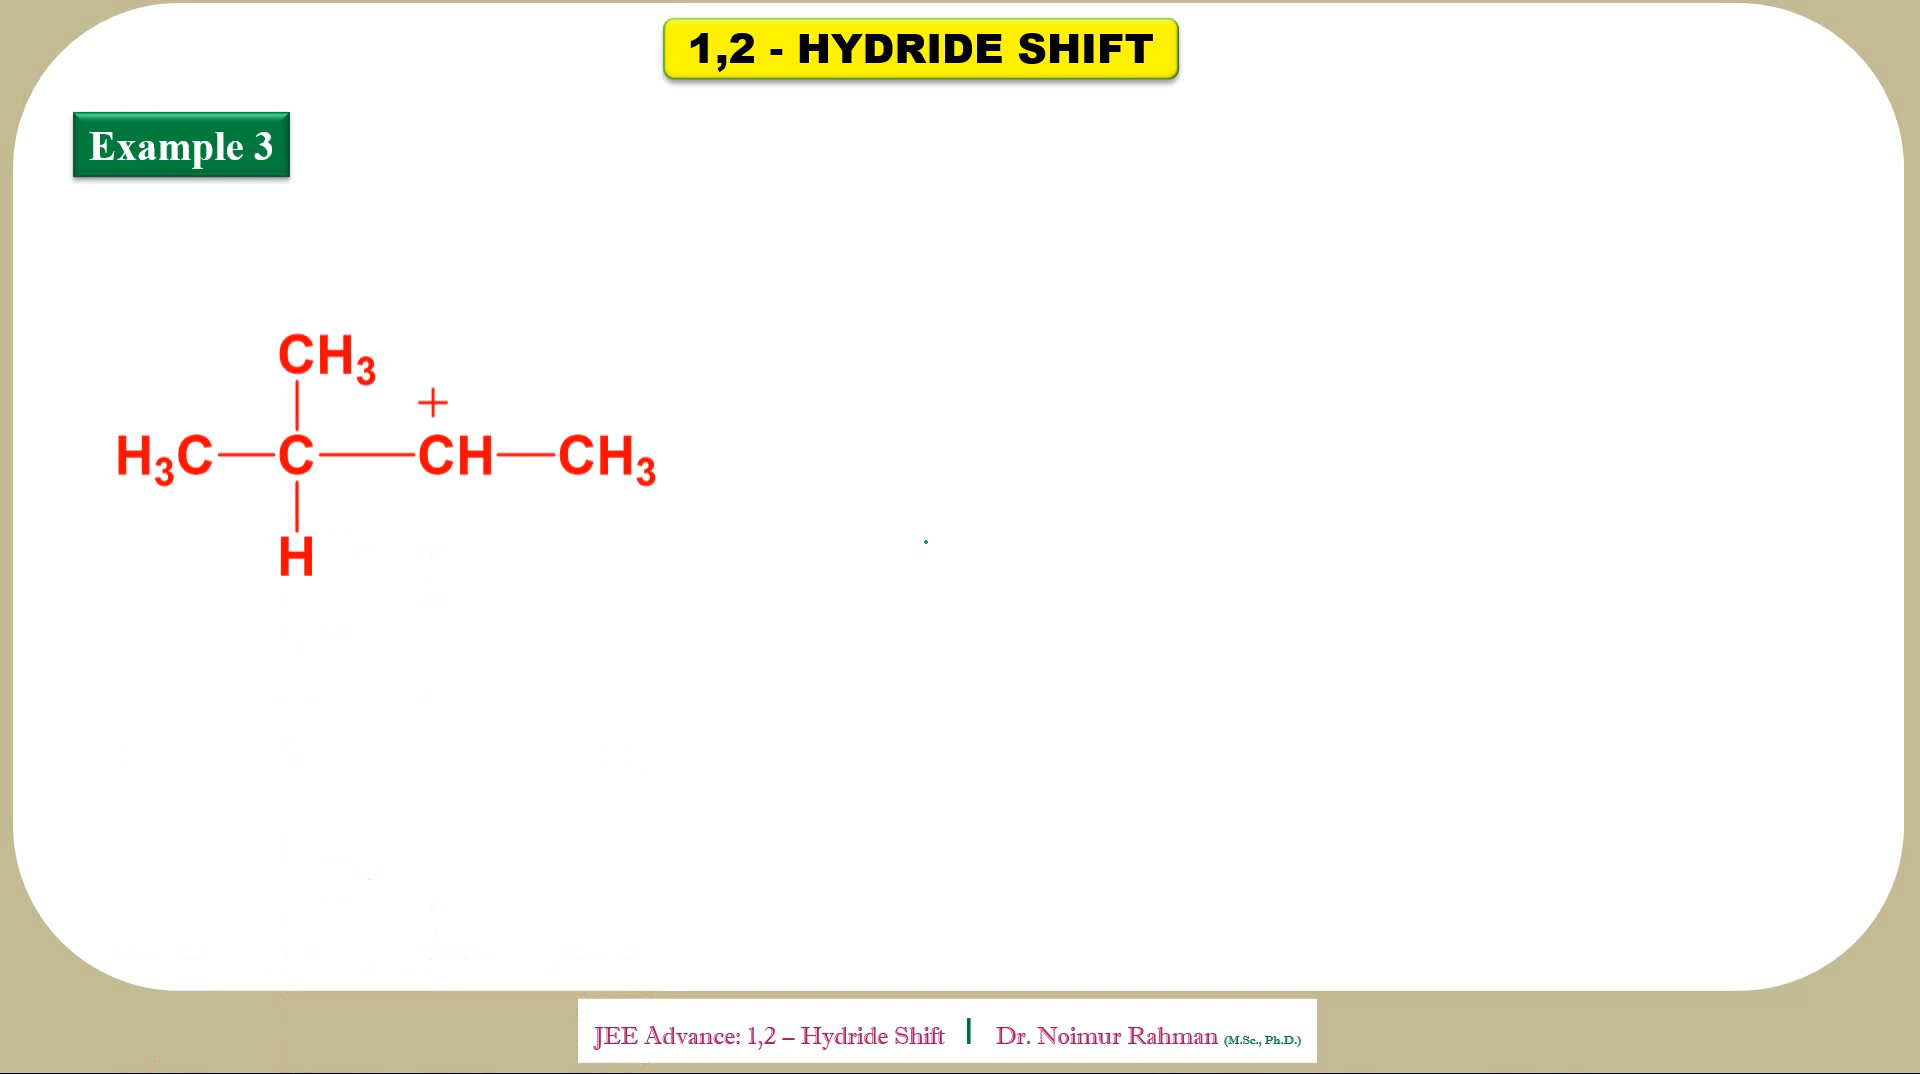 1,2 - HYDRIDE SHIFT
Example 3
CH₃
+
H₃C—C—CH—CH₃
H
JEE Advance: 1,2 – Hydride Shift | Dr. Noimur Rahman (M.Sc., Ph.D.)